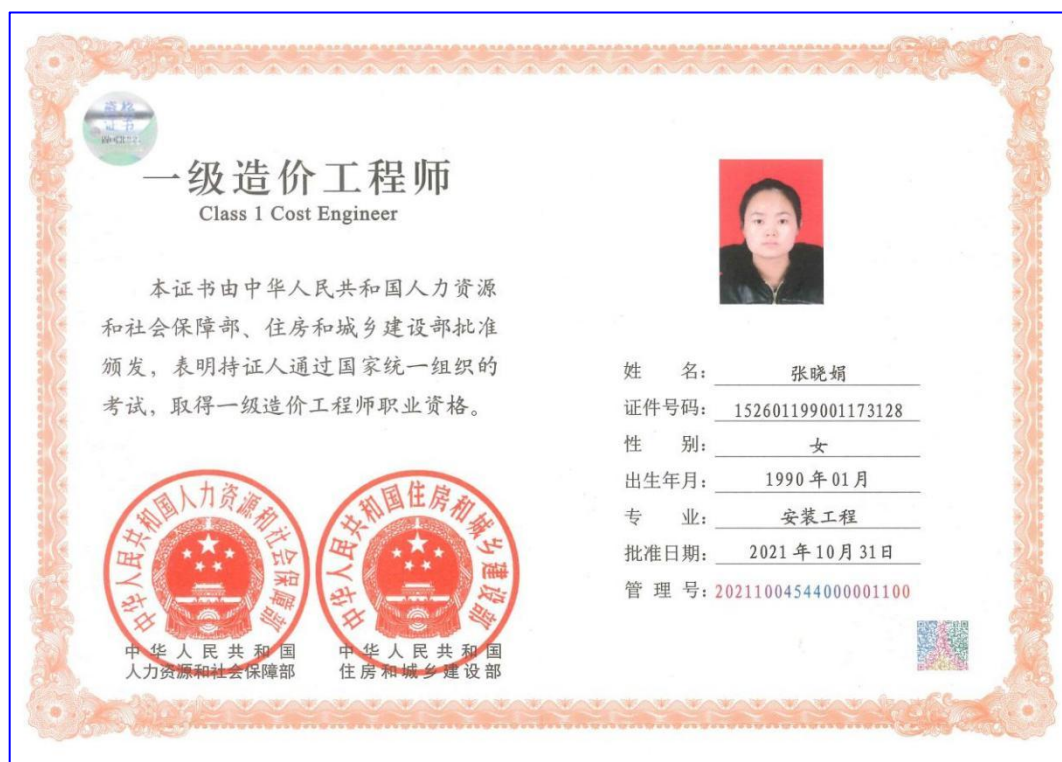 资格
证书
一级造价工程师
Class 1 Cost Engineer
本证书由中华人民共和国人力资源
和社会保障部、住房和城乡建设部批准
颁发，表明持证人通过国家统一组织的
考试，取得一级造价工程师职业资格。
中华人民共和国人力资源和社会保障部
中华人民共和国
人力资源和社会保障部
中华人民共和国住房和城乡建设部
中华人民共和国
住房和城乡建设部
姓名：张晓娟
证件号码：152601199001173128
性别：女
出生年月：1990年01月
专业：安装工程
批准日期：2021年10月31日
管理号：20211004544000001100